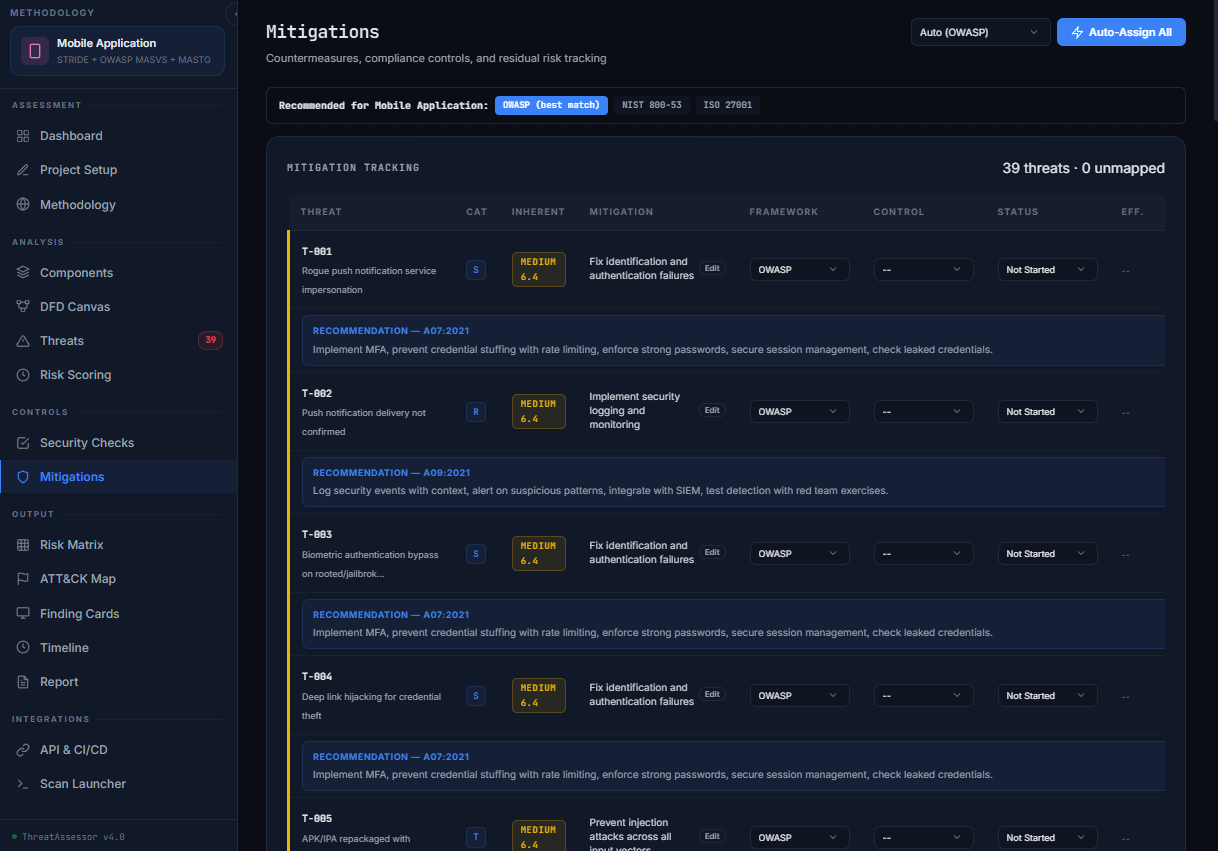 METHODOLOGY
Mobile Application
STRIDE + OWASP MASVS + MASTG
ASSESSMENT
Dashboard
Project Setup
Methodology
ANALYSIS
Components
DFD Canvas
Threats 39
Risk Scoring
CONTROLS
Security Checks
Mitigations
OUTPUT
Risk Matrix
ATT&CK Map
Finding Cards
Timeline
Report
INTEGRATIONS
API & CI/CD
Scan Launcher
ThreatAssessor v4.0
Mitigations
Countermeasures, compliance controls, and residual risk tracking
Auto (OWASP) Auto-Assign All
Recommended for Mobile Application: OWASP (best match) NIST 800-53 ISO 27001
MITIGATION TRACKING 39 threats · 0 unmapped
THREAT CAT INHERENT MITIGATION FRAMEWORK CONTROL STATUS EFF.
T-001
Rogue push notification service
impersonation
S
MEDIUM
6.4
Fix identification and
authentication failures
Edit
OWASP
--
Not Started
--
RECOMMENDATION — A07:2021
Implement MFA, prevent credential stuffing with rate limiting, enforce strong passwords, secure session management, check leaked credentials.
T-002
Push notification delivery not
confirmed
R
MEDIUM
6.4
Implement security
logging and
monitoring
Edit
OWASP
--
Not Started
--
RECOMMENDATION — A09:2021
Log security events with context, alert on suspicious patterns, integrate with SIEM, test detection with red team exercises.
T-003
Biometric authentication bypass
on rooted/jailbrok...
S
MEDIUM
6.4
Fix identification and
authentication failures
Edit
OWASP
--
Not Started
--
RECOMMENDATION — A07:2021
Implement MFA, prevent credential stuffing with rate limiting, enforce strong passwords, secure session management, check leaked credentials.
T-004
Deep link hijacking for credential
theft
S
MEDIUM
6.4
Fix identification and
authentication failures
Edit
OWASP
--
Not Started
--
RECOMMENDATION — A07:2021
Implement MFA, prevent credential stuffing with rate limiting, enforce strong passwords, secure session management, check leaked credentials.
T-005
APK/IPA repackaged with
T
MEDIUM
6.4
Prevent injection
attacks across all
input vectors
Edit
OWASP
--
Not Started
--